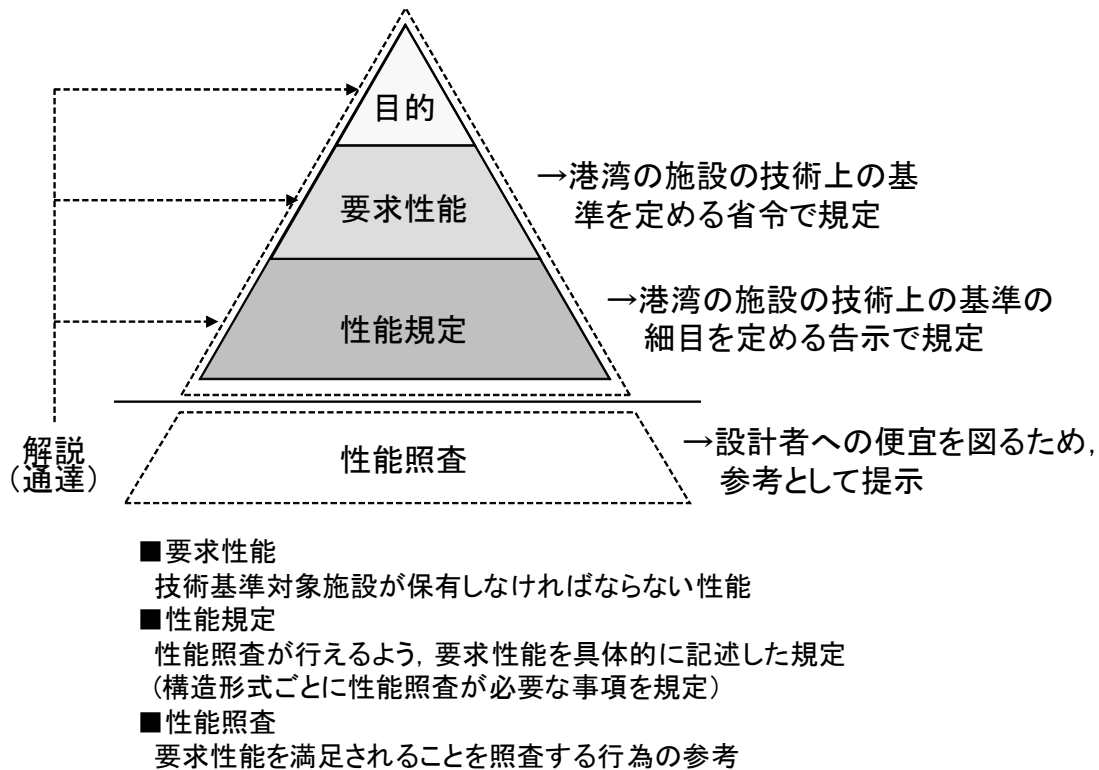 目的
要求性能
→港湾の施設の技術上の基
準を定める省令で規定
性能規定
→港湾の施設の技術上の基準の
細目を定める告示で規定
解説
（通達）
性能照査
→設計者への便宜を図るため,
参考として提示
■要求性能
技術基準対象施設が保有しなければならない性能
■性能規定
性能照査が行えるよう, 要求性能を具体的に記述した規定
（構造形式ごとに性能照査が必要な事項を規定）
■性能照査
要求性能を満足されることを照査する行為の参考